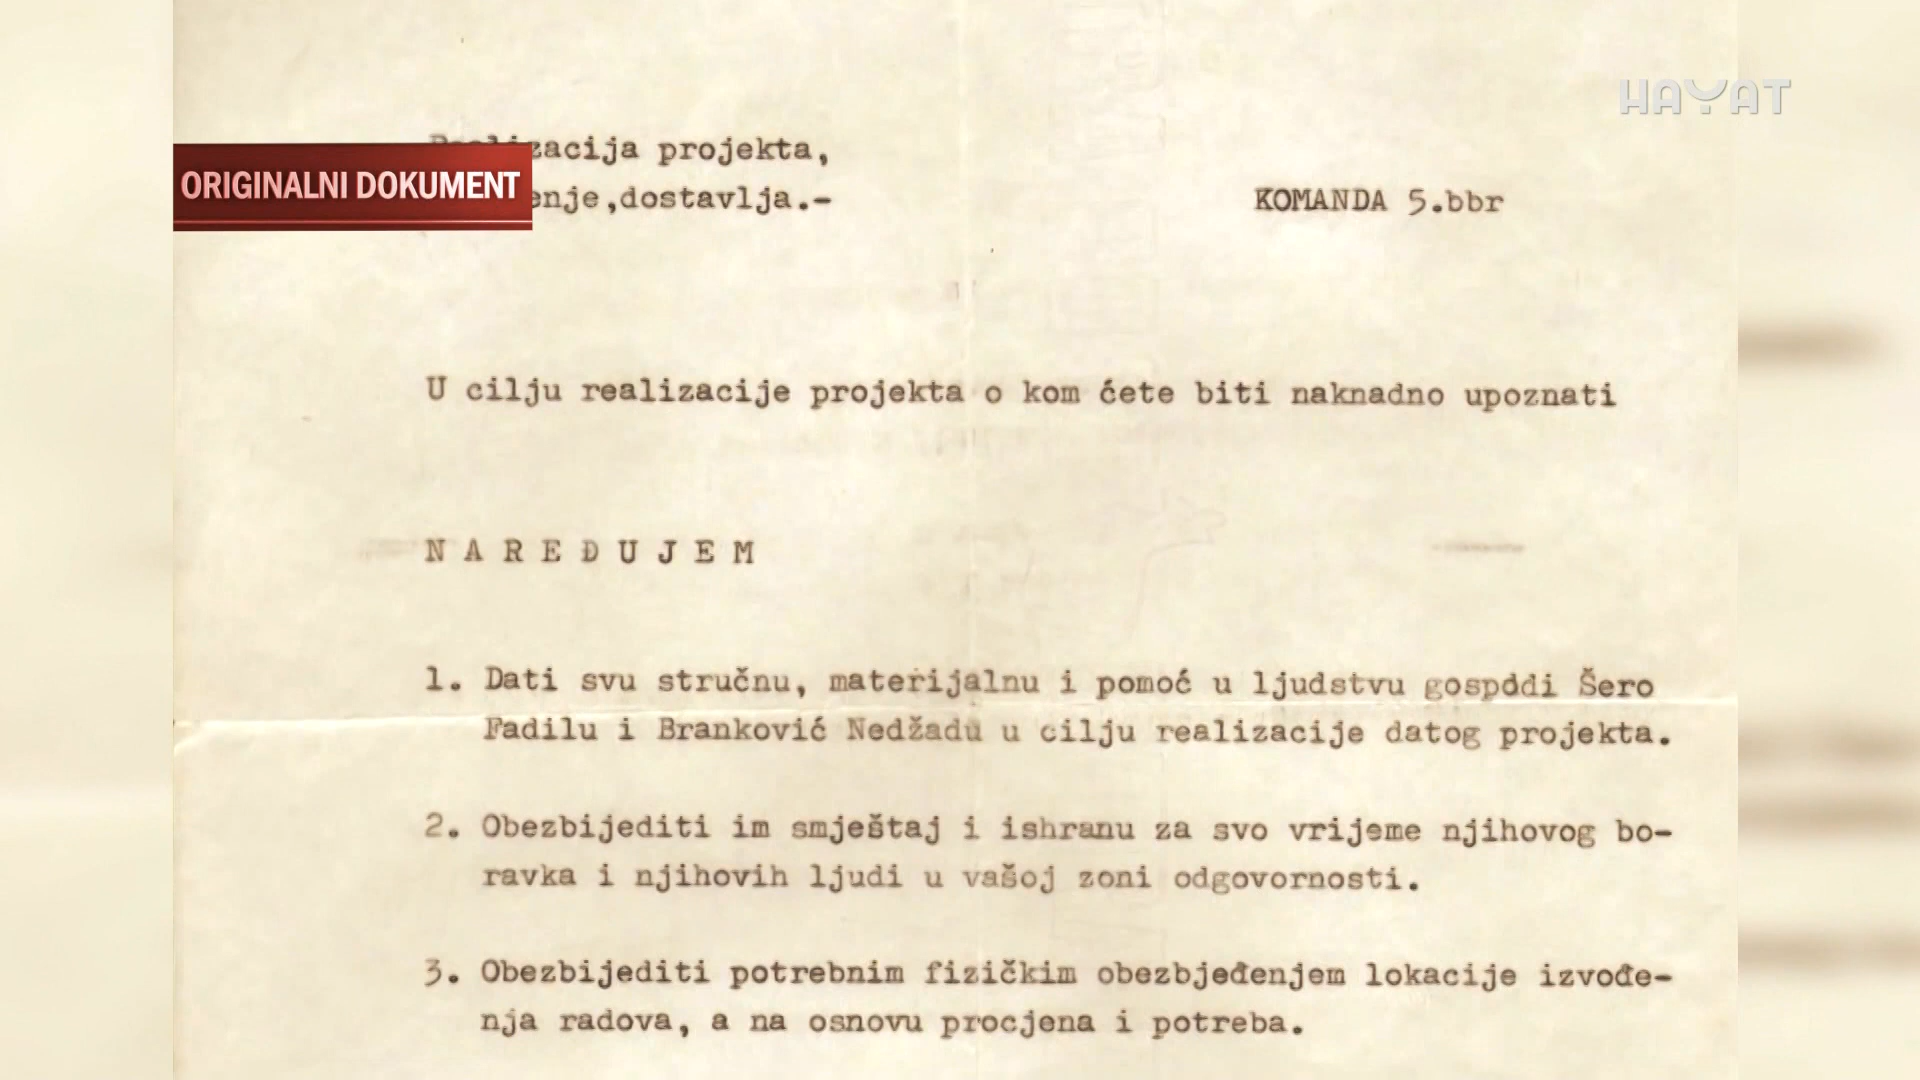 HAYAT
Realizacija projekta,
ORIGINALNI DOKUMENT
enje,dostavlja.-
KOMANDA 5.bbr
U cilju realizacije projekta o kom ćete biti naknadno upoznati
N A R E Đ U J E M
1. Dati svu stručnu, materijalnu i pomoć u ljudstvu gospddi Šero
Fadilu i Branković Nedžadu u cilju realizacije datog projekta.
2. Obezbijediti im smještaj i ishranu za svo vrijeme njihovog bo-
ravka i njihovih ljudi u vašoj zoni odgovornosti.
3. Obezbijediti potrebnim fizičkim obezbjeđenjem lokacije izvođe-
nja radova, a na osnovu procjena i potreba.